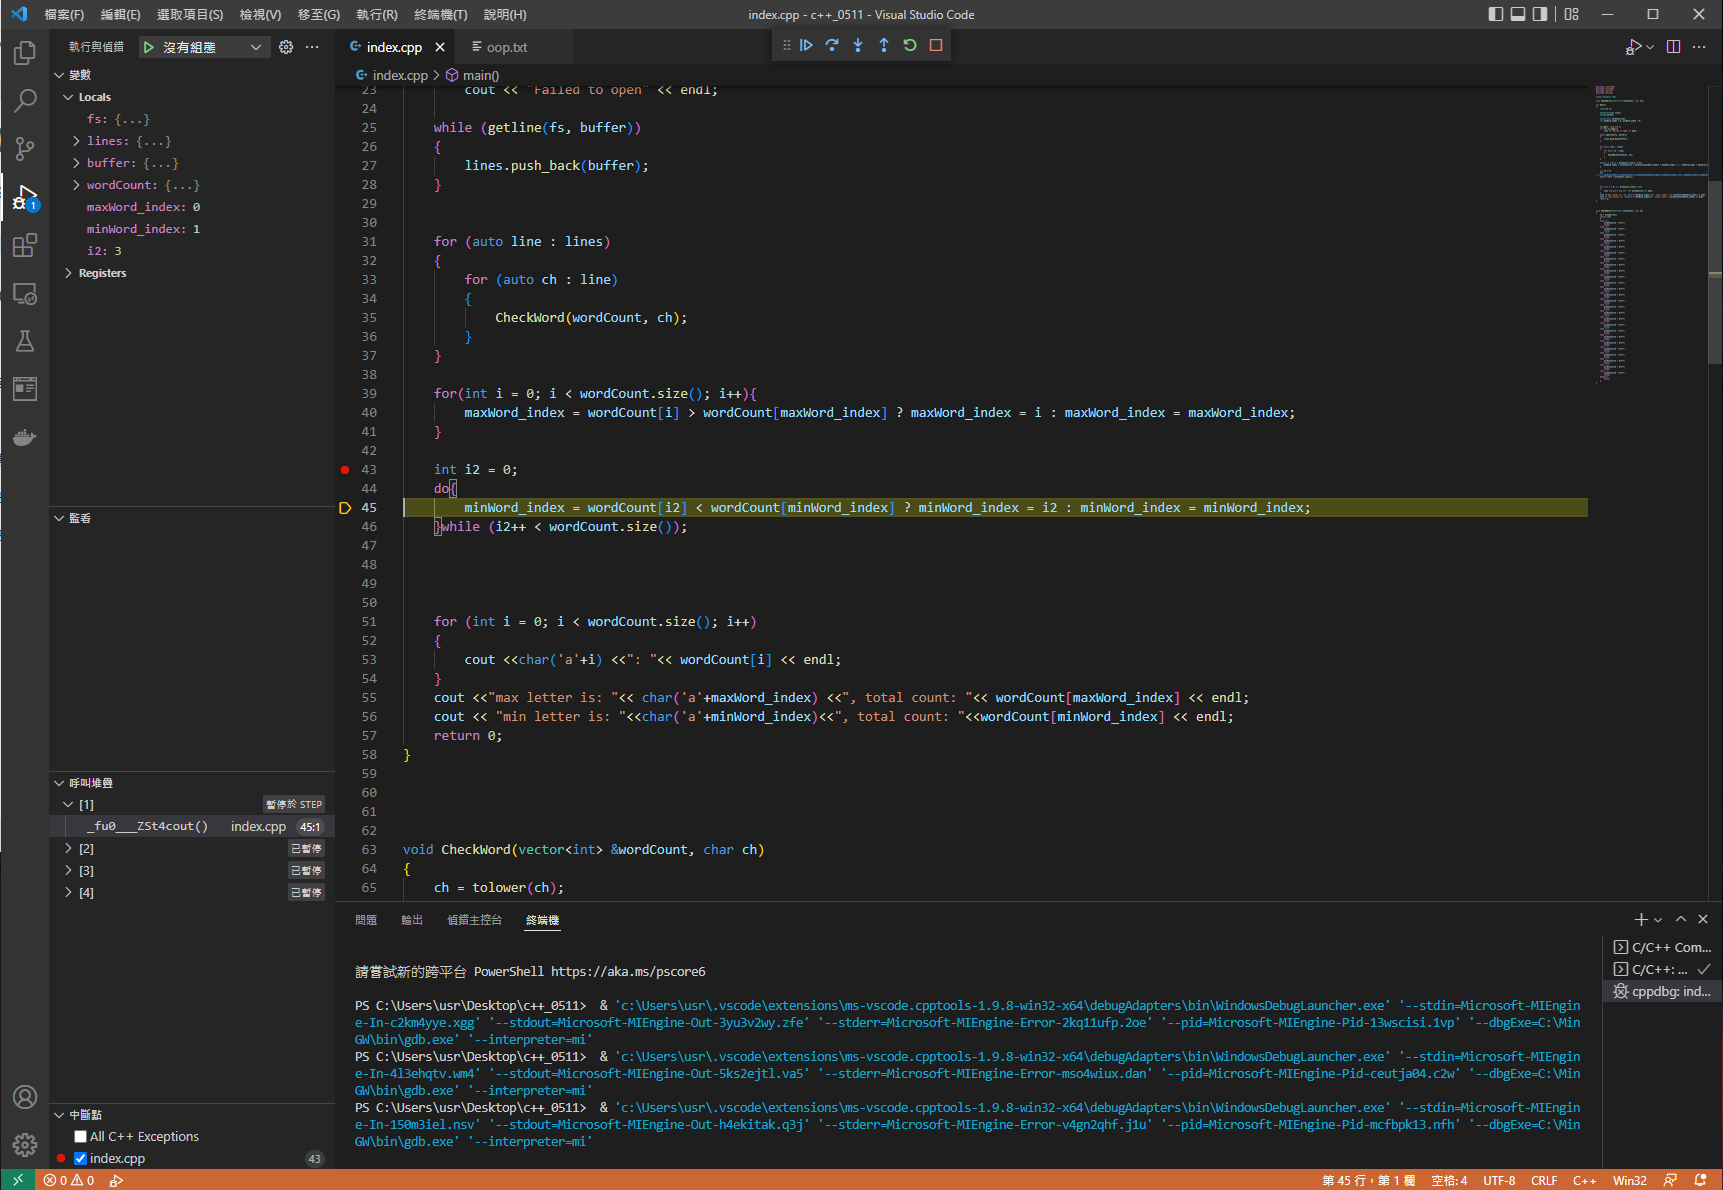 檔案(F) 編輯(E) 選取項目(S) 檢視(V) 移至(G) 執行(R) 終端機(T) 說明(H) index.cpp - c++_0511 - Visual Studio Code
執行與偵錯 沒有組態
變數
Locals
fs: {...}
lines: {...}
buffer: {...}
wordCount: {...}
maxWord_index: 0
minWord_index: 1
i2: 3
Registers
監看
呼叫堆疊
[1] 暫停於 STEP
_fu0___ZSt4cout() index.cpp 45:1
[2] 已暫停
[3] 已暫停
[4] 已暫停
中斷點
All C++ Exceptions
index.cpp 43
index.cpp oop.txt
index.cpp > main()
23 cout << "Failed to open" << endl;
24
25 while (getline(fs, buffer))
26 {
27 lines.push_back(buffer);
28 }
29
30
31 for (auto line : lines)
32 {
33 for (auto ch : line)
34 {
35 CheckWord(wordCount, ch);
36 }
37 }
38
39 for(int i = 0; i < wordCount.size(); i++){
40 maxWord_index = wordCount[i] > wordCount[maxWord_index] ? maxWord_index = i : maxWord_index = maxWord_index;
41 }
42
43 int i2 = 0;
44 do{
45 minWord_index = wordCount[i2] < wordCount[minWord_index] ? minWord_index = i2 : minWord_index = minWord_index;
46 }while (i2++ < wordCount.size());
47
48
49
50
51 for (int i = 0; i < wordCount.size(); i++)
52 {
53 cout <<char('a'+i) <<": "<< wordCount[i] << endl;
54 }
55 cout <<"max letter is: "<< char('a'+maxWord_index) <<", total count: "<< wordCount[maxWord_index] << endl;
56 cout << "min letter is: "<<char('a'+minWord_index)<<", total count: "<<wordCount[minWord_index] << endl;
57 return 0;
58 }
59
60
61
62
63 void CheckWord(vector<int> &wordCount, char ch)
64 {
65 ch = tolower(ch);
問題 輸出 偵錯主控台 終端機
請嘗試新的跨平台 PowerShell https://aka.ms/pscore6
PS C:\Users\usr\Desktop\c++_0511> & 'c:\Users\usr\.vscode\extensions\ms-vscode.cpptools-1.9.8-win32-x64\debugAdapters\bin\WindowsDebugLauncher.exe' '--stdin=Microsoft-MIEngin
e-In-c2km4yye.xgg' '--stdout=Microsoft-MIEngine-Out-3yu3v2wy.zfe' '--stderr=Microsoft-MIEngine-Error-2kq11ufp.2oe' '--pid=Microsoft-MIEngine-Pid-13wscisi.1vp' '--dbgExe=C:\Min
GW\bin\gdb.exe' '--interpreter=mi'
PS C:\Users\usr\Desktop\c++_0511> & 'c:\Users\usr\.vscode\extensions\ms-vscode.cpptools-1.9.8-win32-x64\debugAdapters\bin\WindowsDebugLauncher.exe' '--stdin=Microsoft-MIEngin
e-In-4l3ehqtv.wm4' '--stdout=Microsoft-MIEngine-Out-5ks2ejtl.va5' '--stderr=Microsoft-MIEngine-Error-mso4wiux.dan' '--pid=Microsoft-MIEngine-Pid-ceutja04.c2w' '--dbgExe=C:\Min
GW\bin\gdb.exe' '--interpreter=mi'
PS C:\Users\usr\Desktop\c++_0511> & 'c:\Users\usr\.vscode\extensions\ms-vscode.cpptools-1.9.8-win32-x64\debugAdapters\bin\WindowsDebugLauncher.exe' '--stdin=Microsoft-MIEngin
e-In-150m3iel.nsv' '--stdout=Microsoft-MIEngine-Out-h4ekitak.q3j' '--stderr=Microsoft-MIEngine-Error-v4gn2qhf.j1u' '--pid=Microsoft-MIEngine-Pid-mcfbpk13.nfh' '--dbgExe=C:\Min
GW\bin\gdb.exe' '--interpreter=mi'
C/C++ Com...
C/C++: ...
cppdbg: ind...
1
0 0 第 45 行，第 1 欄 空格: 4 UTF-8 CRLF C++ Win32